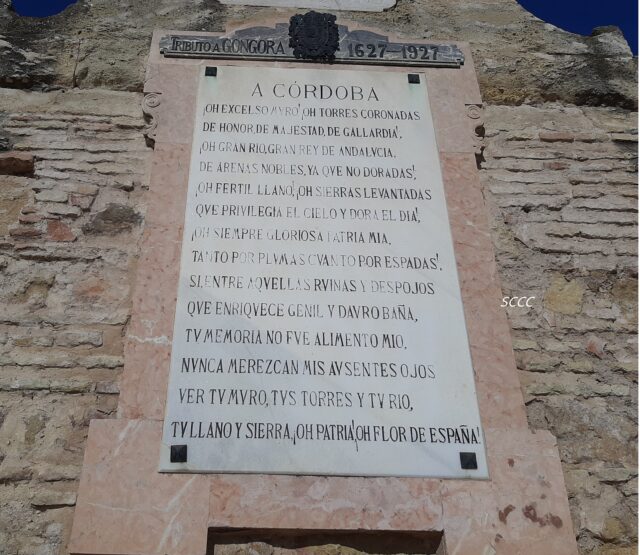 TRIBUTO A GONGORA 1627-1927
A CÓRDOBA
¡OH EXCELSO MVRO! ¡OH TORRES CORONADAS
DE HONOR, DE MAJESTAD, DE GALLARDIA!,
¡OH GRAN RIO, GRAN REY DE ANDALVCIA,
DE ARENAS NOBLES, YA QVE NO DORADAS!,
¡OH FERTIL LLANO!, ¡OH SIERRAS LEVANTADAS
QVE PRIVILEGIA EL CIELO Y DORA EL DIA!,
¡OH SIEMPRE GLORIOSA PATRIA MIA,
TANTO POR PLVMAS CVANTO POR ESPADAS!,
SI, ENTRE AQVELLAS RVINAS Y DESPOJOS
QVE ENRIQVECE GENIL Y DAVRO BAÑA,
TV MEMORIA NO FVE ALIMENTO MIO,
NVNCA MEREZCAN MIS AVSENTES OJOS
VER TV MVRO, TVS TORRES Y TV RIO,
TV LLANO Y SIERRA, ¡OH PATRIA!, ¡OH FLOR DE ESPAÑA!
SCCC